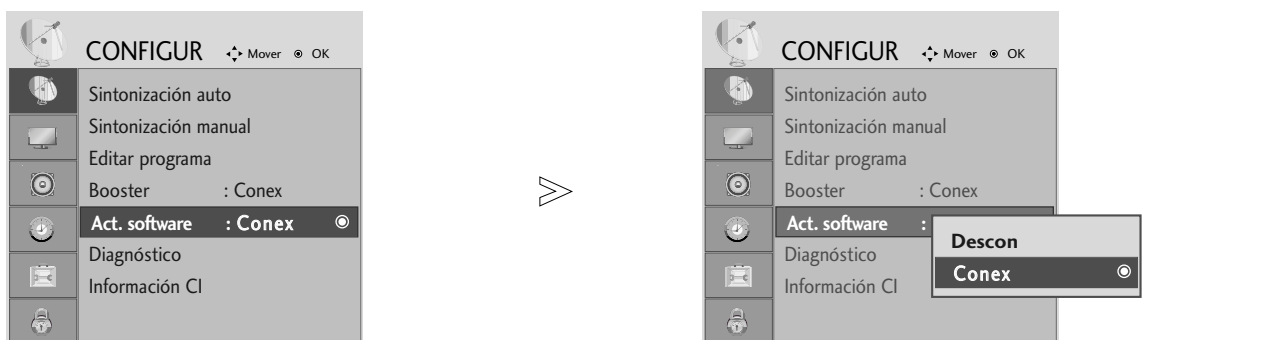 CONFIGUR Mover OK
Sintonización auto
Sintonización manual
Editar programa
Booster : Conex
Act. software : Conex
Diagnóstico
Información CI
CONFIGUR Mover OK
Sintonización auto
Sintonización manual
Editar programa
Booster : Conex
Act. software :
Diagnóstico
Información CI
Descon
Conex